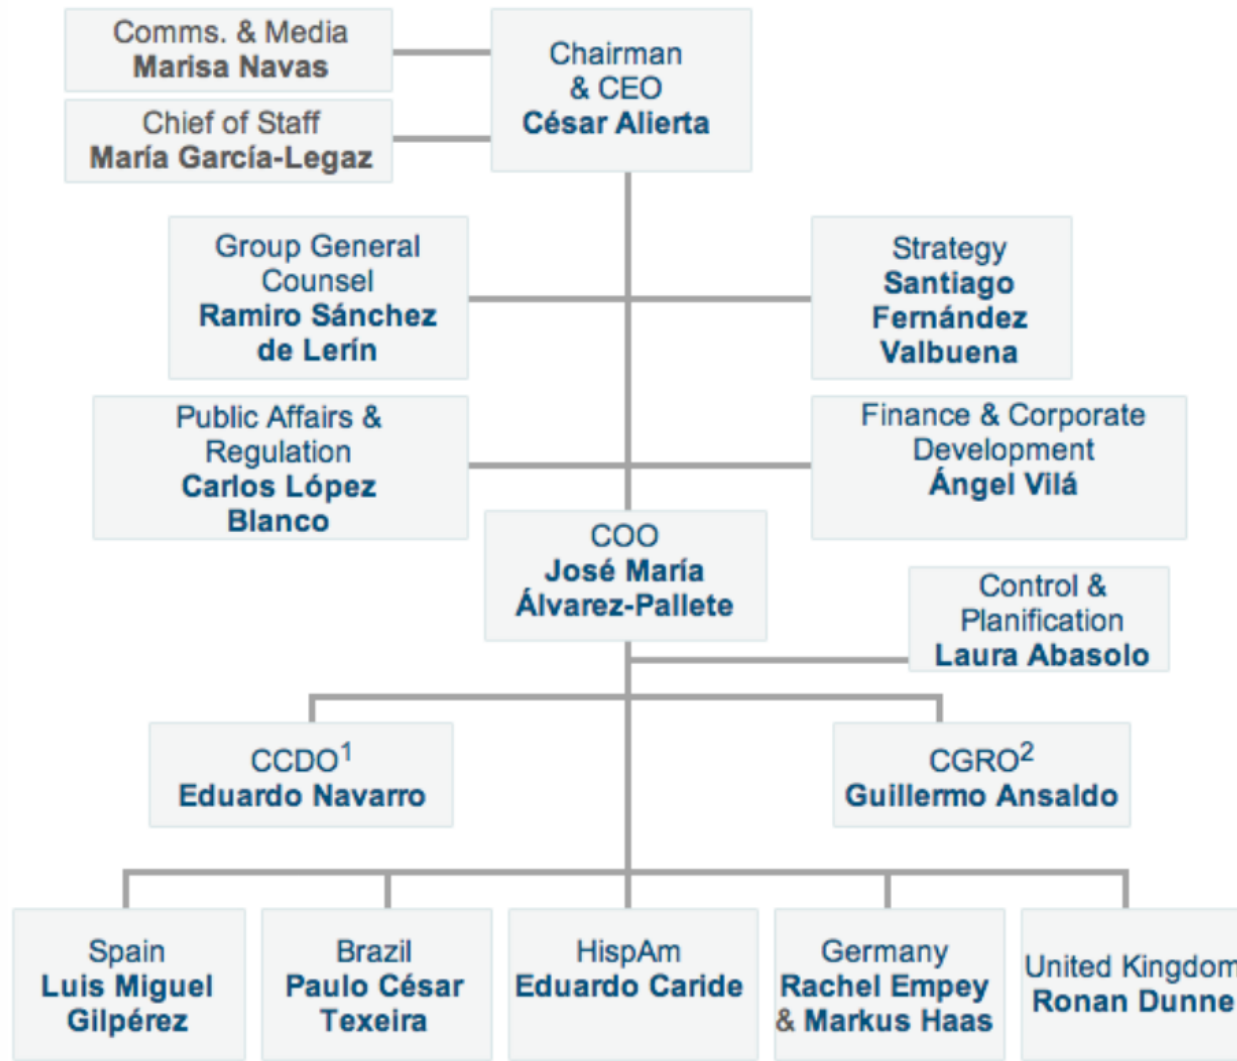 Comms. & Media
Marisa Navas
Chief of Staff
María García-Legaz
Chairman
& CEO
César Alierta
Group General
Counsel
Ramiro Sánchez
de Lerín
Strategy
Santiago
Fernández
Valbuena
Public Affairs &
Regulation
Carlos López
Blanco
Finance & Corporate
Development
Ángel Vilá
COO
José María
Álvarez-Pallete
Control &
Planification
Laura Abasolo
CCDO¹
Eduardo Navarro
CGRO²
Guillermo Ansaldo
Spain
Luis Miguel
Gilpérez
Brazil
Paulo César
Texeira
HispAm
Eduardo Caride
Germany
Rachel Empey
& Markus Haas
United Kingdom
Ronan Dunne